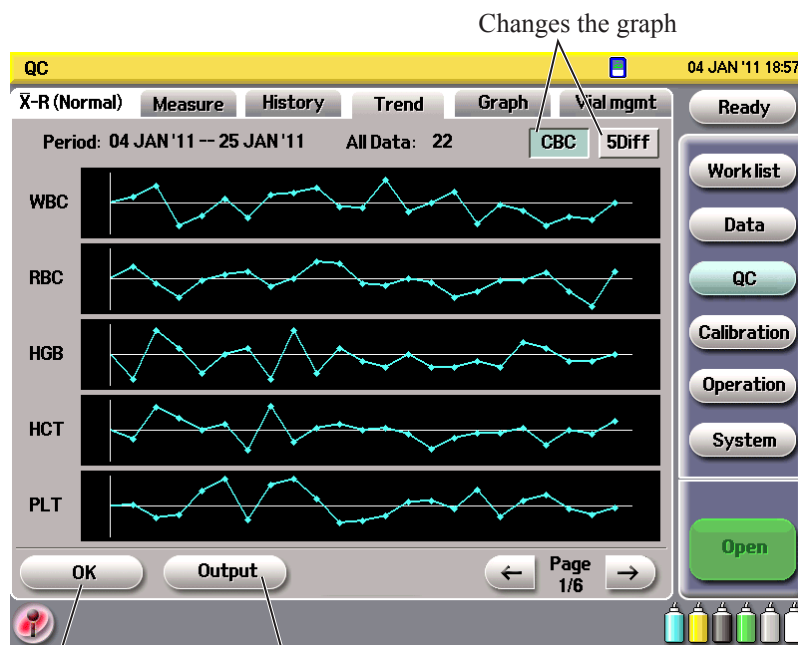 Changes the graph
QC 04 JAN '11 18:57
X̅-R (Normal) Measure History Trend Graph Vial mgmt Ready
Period: 04 JAN '11 -- 25 JAN '11 All Data: 22 CBC 5Diff
Work list
WBC
Data
RBC
QC
Calibration
HGB
Operation
HCT
System
PLT
Open
OK Output ← Page →
1/6